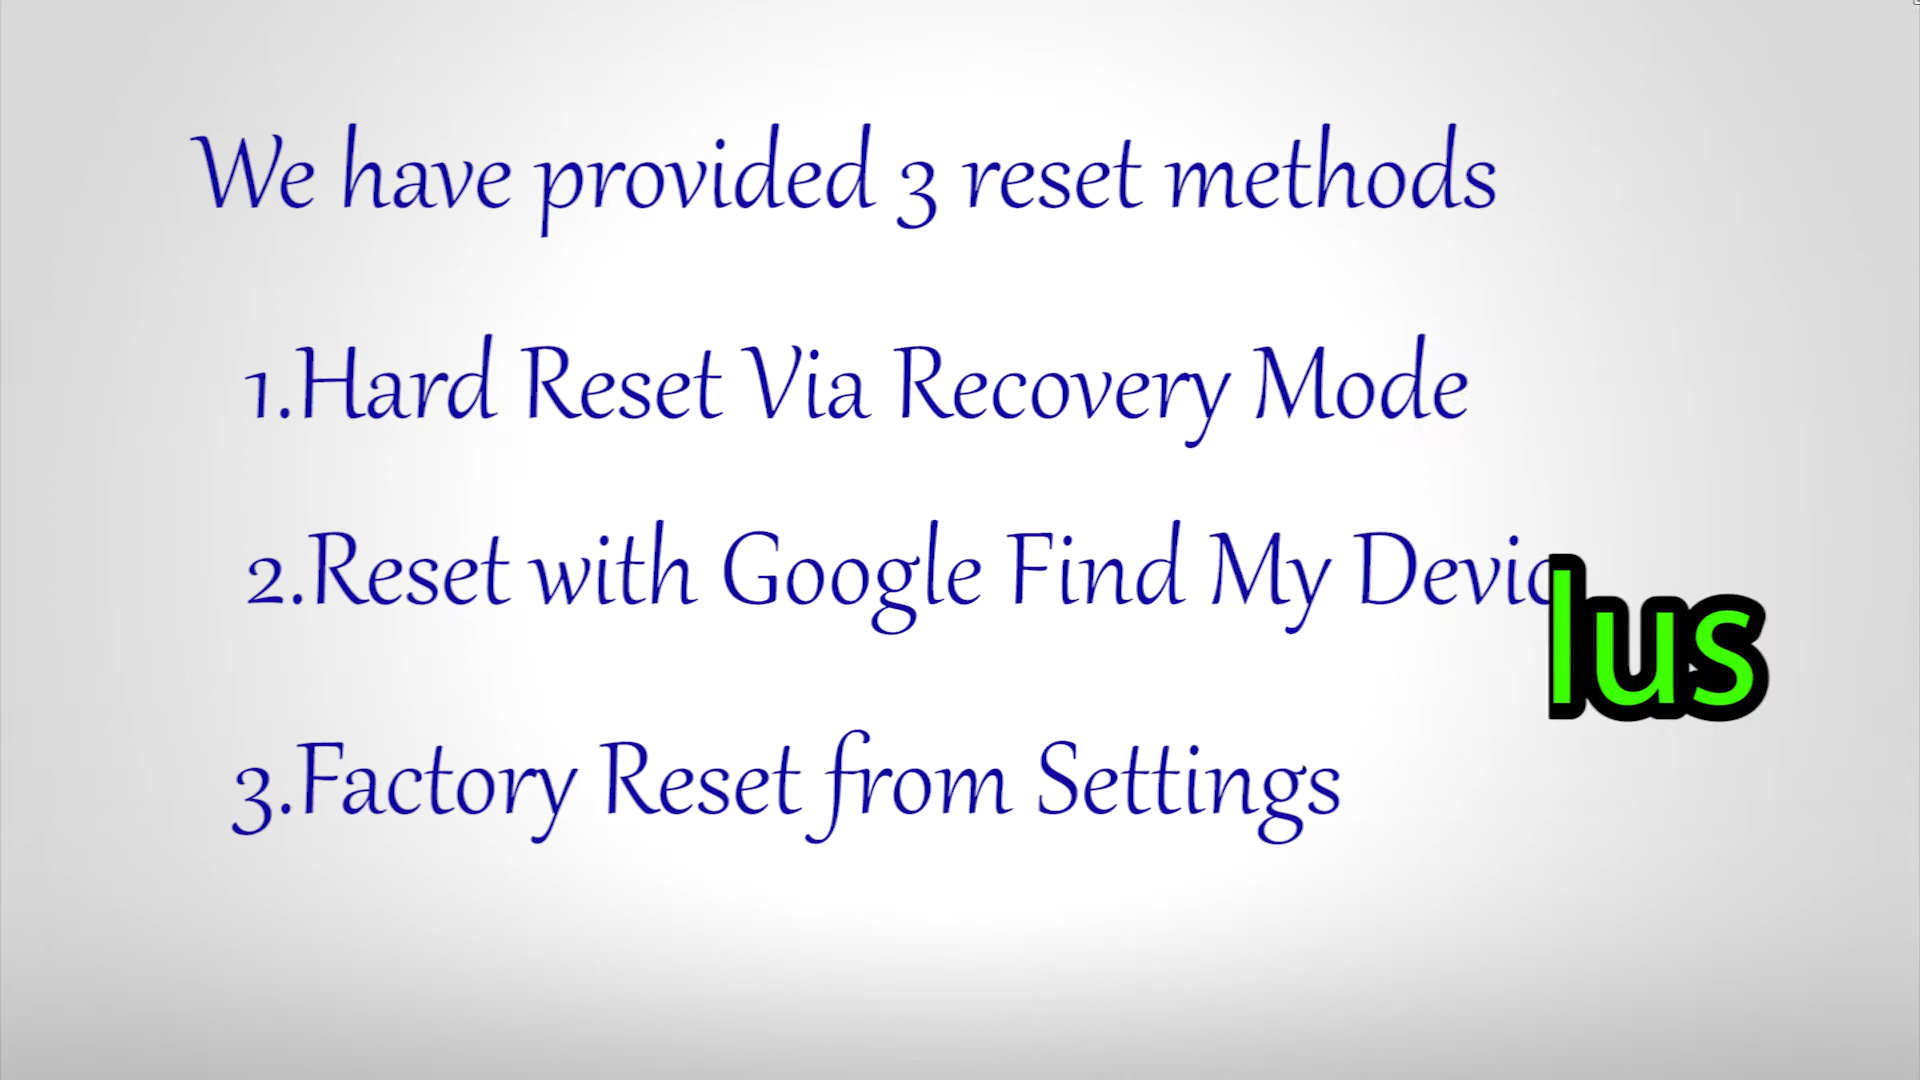 We have provided 3 reset methods
1.Hard Reset Via Recovery Mode
2.Reset with Google Find My Devic
lus
3.Factory Reset from Settings